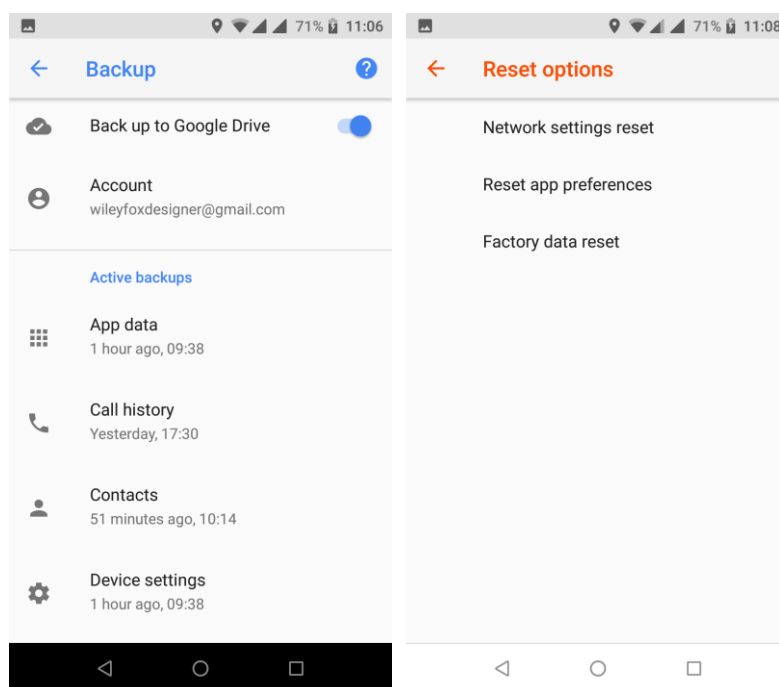 71% 11:06
Backup
Back up to Google Drive
Account
wileyfoxdesigner@gmail.com
Active backups
App data
1 hour ago, 09:38
Call history
Yesterday, 17:30
Contacts
51 minutes ago, 10:14
Device settings
1 hour ago, 09:38
71% 11:08
Reset options
Network settings reset
Reset app preferences
Factory data reset